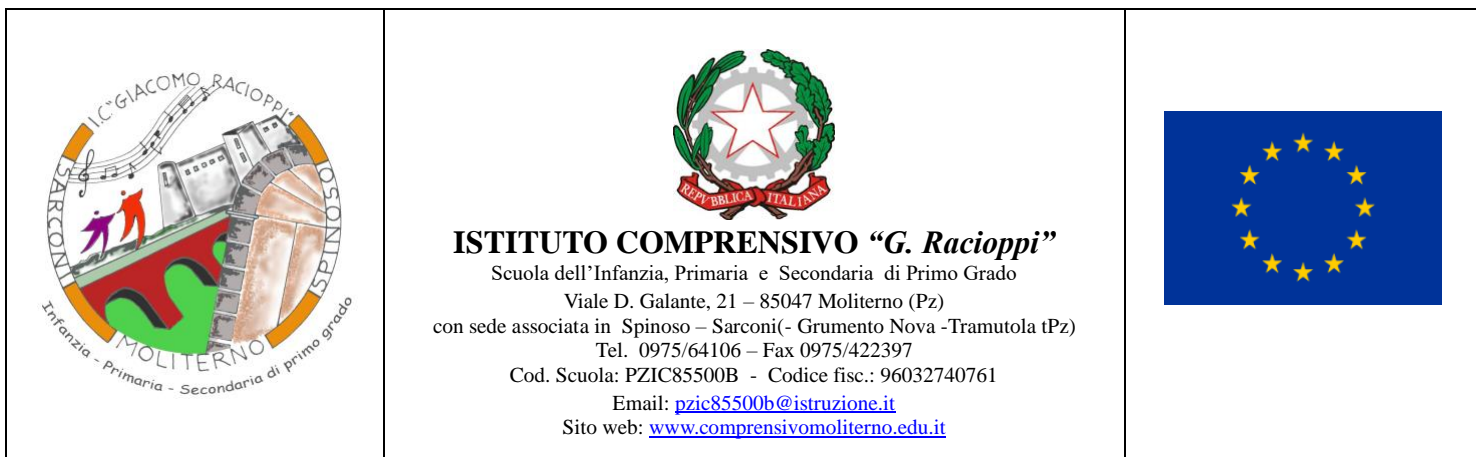 I.C. "GIACOMO RACIOPPI"
SARCONI
SPINOSO
MOLITERNO
Infanzia - Primaria - Secondaria di primo grado
REPVBBLICA ITALIANA
ISTITUTO COMPRENSIVO “G. Racioppi”
Scuola dell’Infanzia, Primaria e Secondaria di Primo Grado
Viale D. Galante, 21 – 85047 Moliterno (Pz)
con sede associata in Spinoso – Sarconi(- Grumento Nova -Tramutola tPz)
Tel. 0975/64106 – Fax 0975/422397
Cod. Scuola: PZIC85500B - Codice fisc.: 96032740761
Email: pzic85500b@istruzione.it
Sito web: www.comprensivomoliterno.edu.it